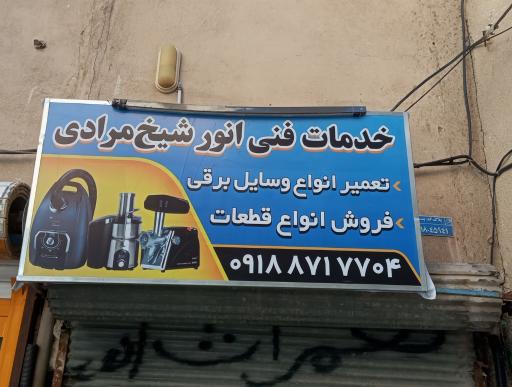 خدمات فنی انور شیخ‌مرادی
تعمیر انواع وسایل برقی
فروش انواع قطعات
۰۹۱۸ ۸۷۱ ۷۷۰۴